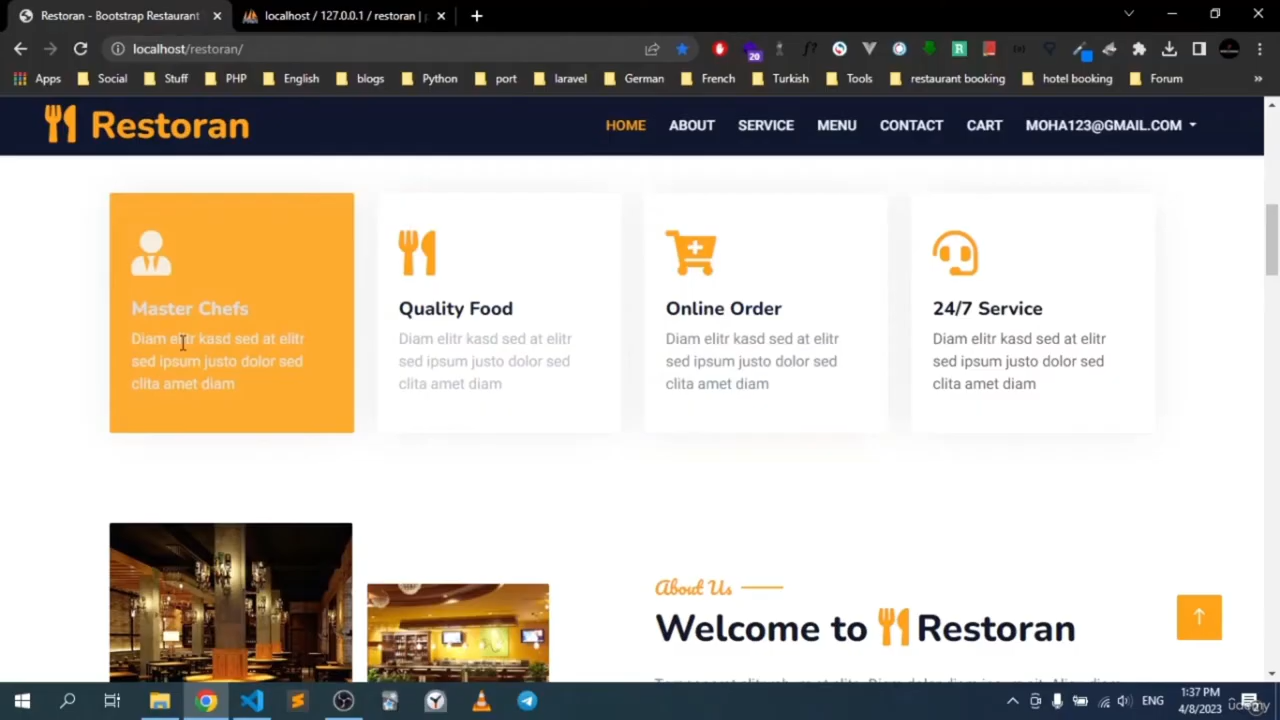 Restoran - Bootstrap Restaurant
localhost / 127.0.0.1 / restoran | p
localhost/restoran/
20
Apps Social Stuff PHP English blogs Python port laravel German French Turkish Tools restaurant booking hotel booking Forum »
Restoran
HOME ABOUT SERVICE MENU CONTACT CART MOHA123@GMAIL.COM
Master Chefs
Diam elitr kasd sed at elitr
sed ipsum justo dolor sed
clita amet diam
Quality Food
Diam elitr kasd sed at elitr
sed ipsum justo dolor sed
clita amet diam
Online Order
Diam elitr kasd sed at elitr
sed ipsum justo dolor sed
clita amet diam
24/7 Service
Diam elitr kasd sed at elitr
sed ipsum justo dolor sed
clita amet diam
About Us
Welcome to Restoran
ENG
1:37 PM
4/8/2023
udemy